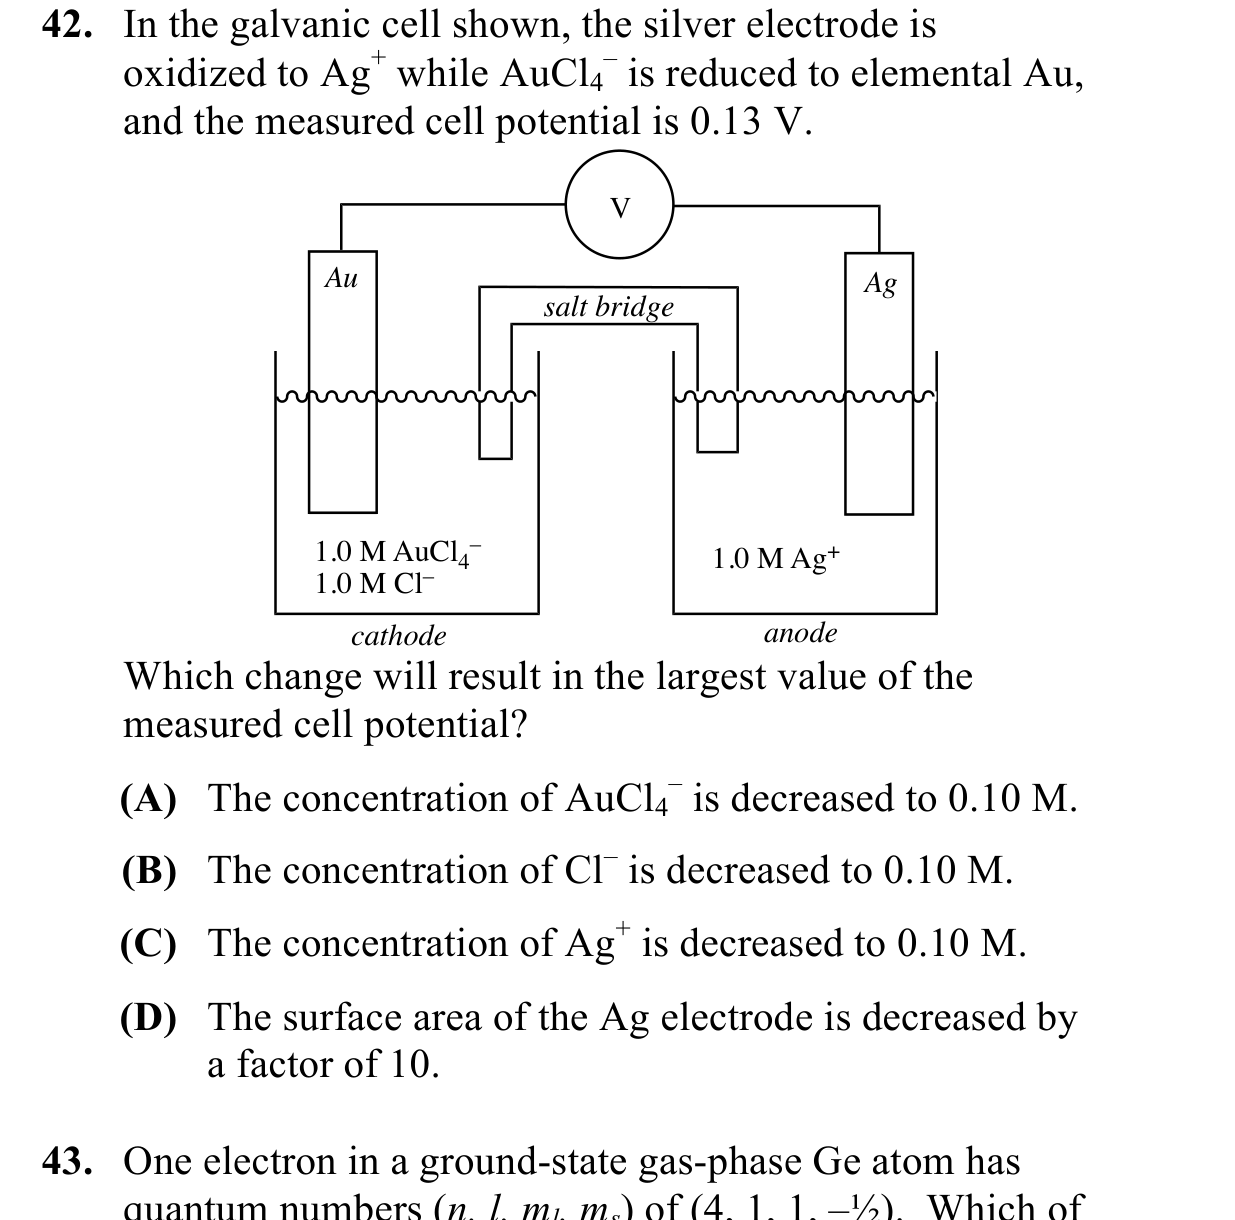 42. In the galvanic cell shown, the silver electrode is
oxidized to Ag⁺ while AuCl₄⁻ is reduced to elemental Au,
and the measured cell potential is 0.13 V.
V
Au
Ag
salt bridge
1.0 M AuCl₄⁻
1.0 M Cl⁻
1.0 M Ag⁺
cathode
anode
Which change will result in the largest value of the
measured cell potential?
(A) The concentration of AuCl₄⁻ is decreased to 0.10 M.
(B) The concentration of Cl⁻ is decreased to 0.10 M.
(C) The concentration of Ag⁺ is decreased to 0.10 M.
(D) The surface area of the Ag electrode is decreased by
a factor of 10.
43. One electron in a ground-state gas-phase Ge atom has
quantum numbers (n, l, mₗ, mₛ) of (4, 1, 1, –½). Which of